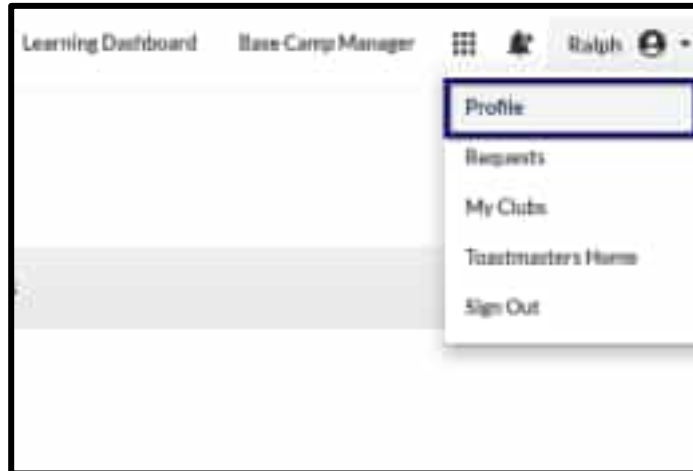 Learning Dashboard Base Camp Manager Ralph
Profile
Requests
My Clubs
Toastmasters Home
Sign Out